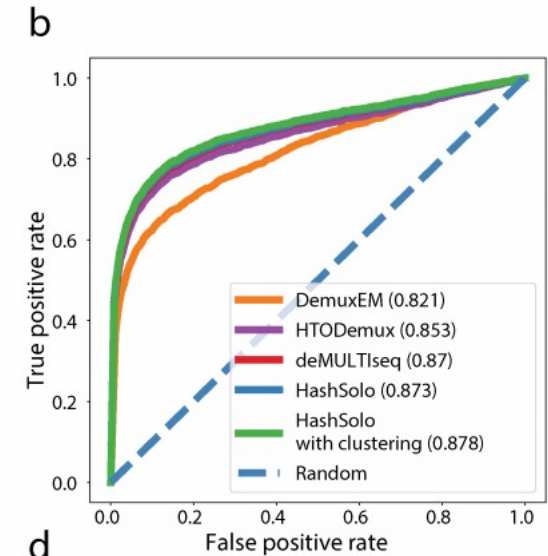 b
1.0
0.8
0.6
0.4
0.2
0.0
True positive rate
DemuxEM (0.821)
HTODemux (0.853)
deMULTIseq (0.87)
HashSolo (0.873)
HashSolo
with clustering (0.878)
Random
0.0 0.2 0.4 0.6 0.8 1.0
False positive rate
d